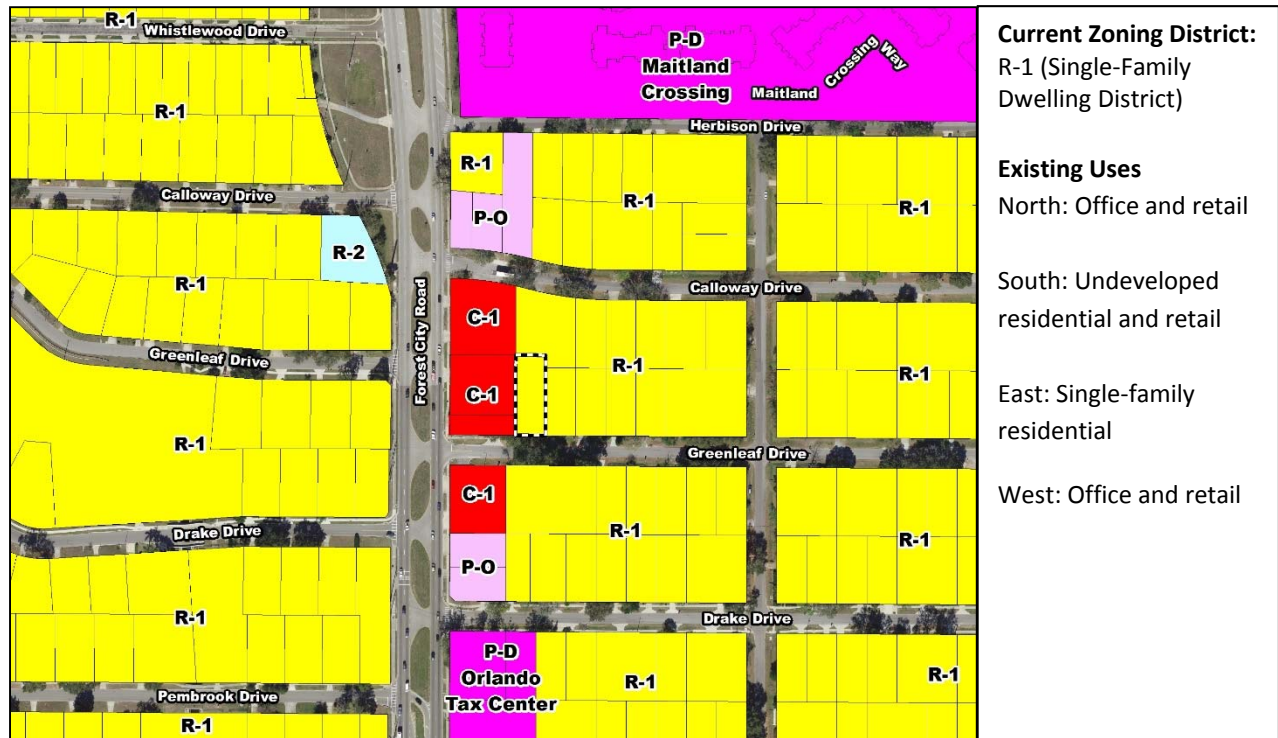 R-1
Whistlewood Drive
P-D
Maitland
Crossing
Maitland Crossing Way
R-1
Herbison Drive
R-1
Calloway Drive
P-O
R-1
R-1
R-2
R-1
Calloway Drive
C-1
Greenleaf Drive
Forest City Road
R-1
R-1
C-1
R-1
Greenleaf Drive
C-1
Drake Drive
R-1
R-1
P-O
R-1
Drake Drive
P-D
Orlando
Tax Center
R-1
R-1
Pembrook Drive
R-1
Current Zoning District:
R-1 (Single-Family
Dwelling District)
Existing Uses
North: Office and retail
South: Undeveloped
residential and retail
East: Single-family
residential
West: Office and retail